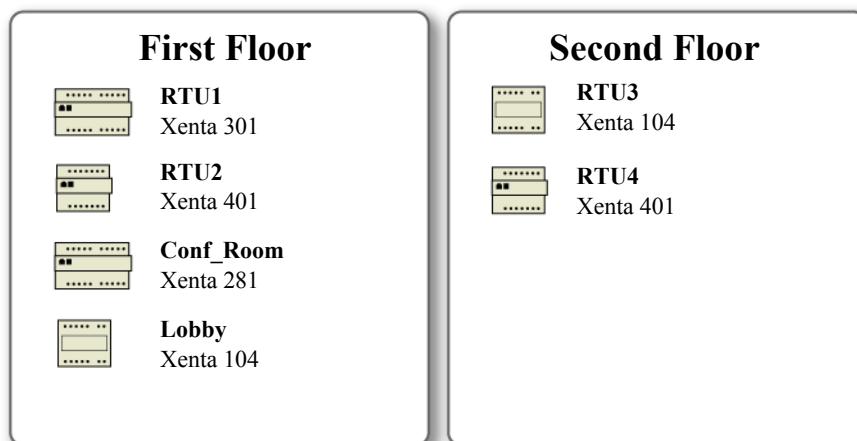 First Floor
RTU1
Xenta 301
RTU2
Xenta 401
Conf_Room
Xenta 281
Lobby
Xenta 104
Second Floor
RTU3
Xenta 104
RTU4
Xenta 401